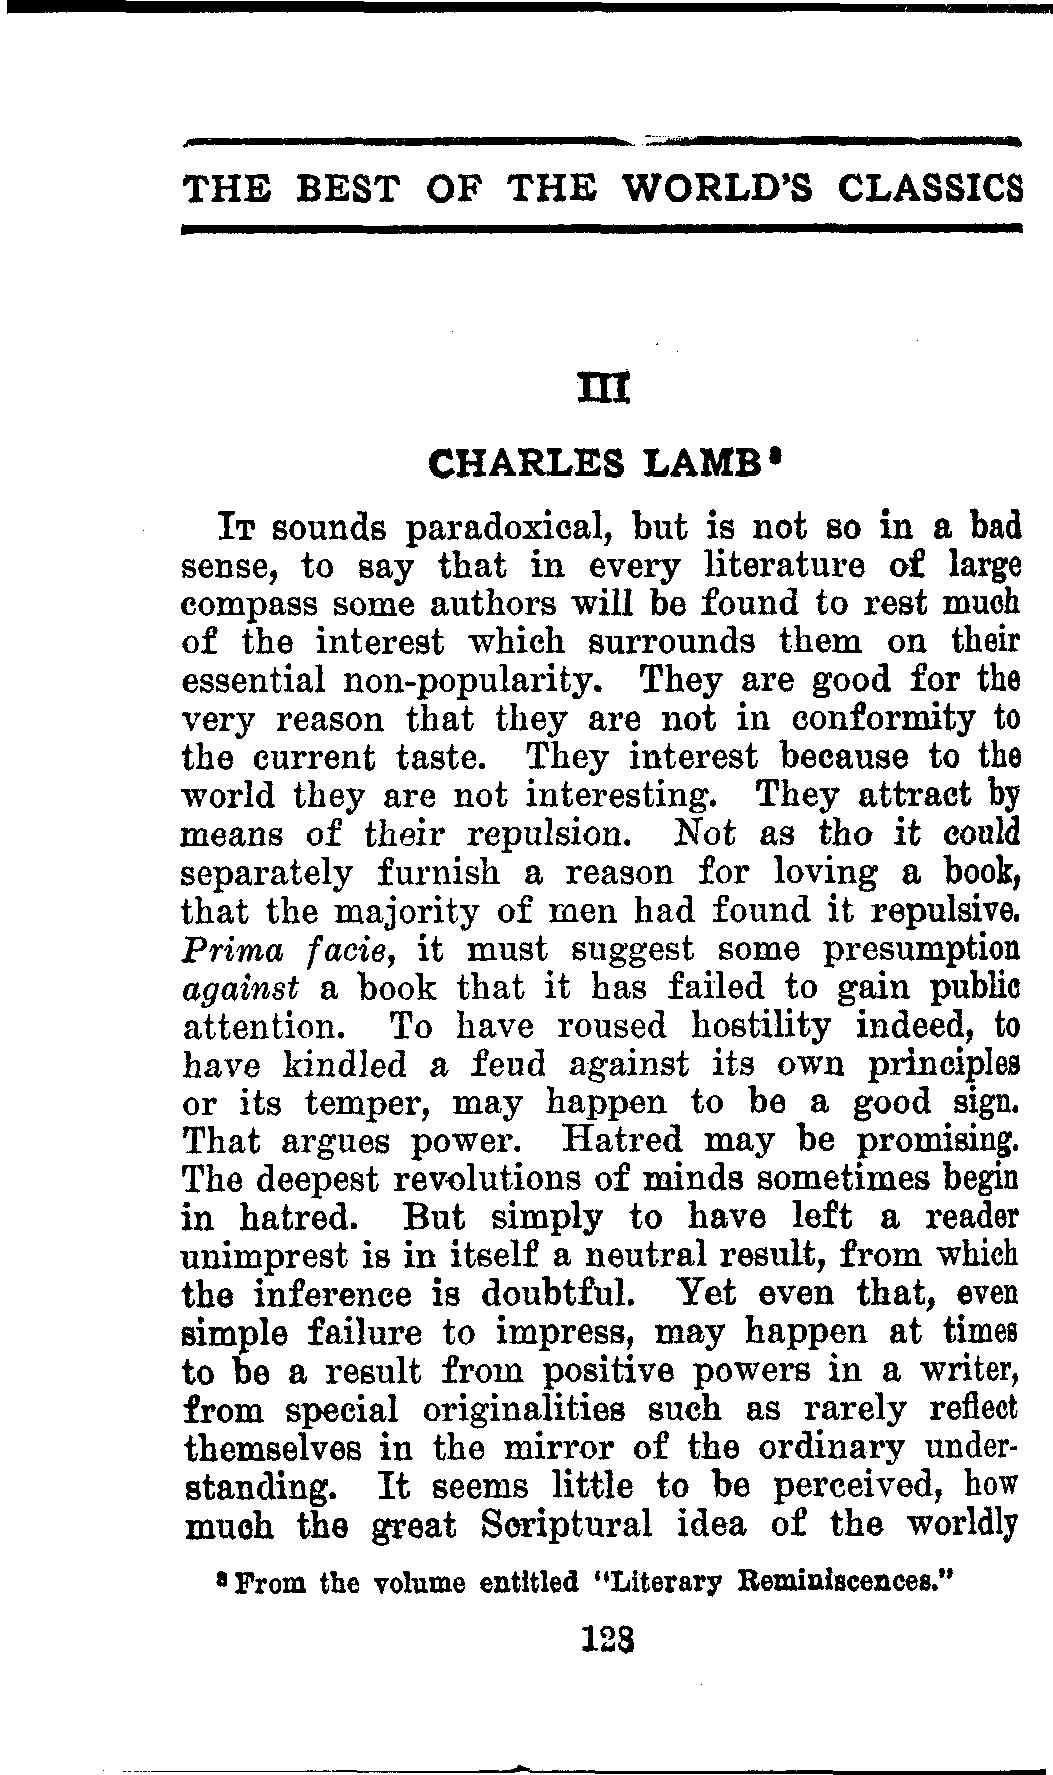 THE BEST OF THE WORLD'S CLASSICS
III
CHARLES LAMB⁸
IT sounds paradoxical, but is not so in a bad
sense, to say that in every literature of large
compass some authors will be found to rest much
of the interest which surrounds them on their
essential non-popularity. They are good for the
very reason that they are not in conformity to
the current taste. They interest because to the
world they are not interesting. They attract by
means of their repulsion. Not as tho it could
separately furnish a reason for loving a book,
that the majority of men had found it repulsive.
Prima facie, it must suggest some presumption
against a book that it has failed to gain public
attention. To have roused hostility indeed, to
have kindled a feud against its own principles
or its temper, may happen to be a good sign.
That argues power. Hatred may be promising.
The deepest revolutions of minds sometimes begin
in hatred. But simply to have left a reader
unimprest is in itself a neutral result, from which
the inference is doubtful. Yet even that, even
simple failure to impress, may happen at times
to be a result from positive powers in a writer,
from special originalities such as rarely reflect
themselves in the mirror of the ordinary under-
standing. It seems little to be perceived, how
much the great Scriptural idea of the worldly
⁸ From the volume entitled "Literary Reminiscences."
128